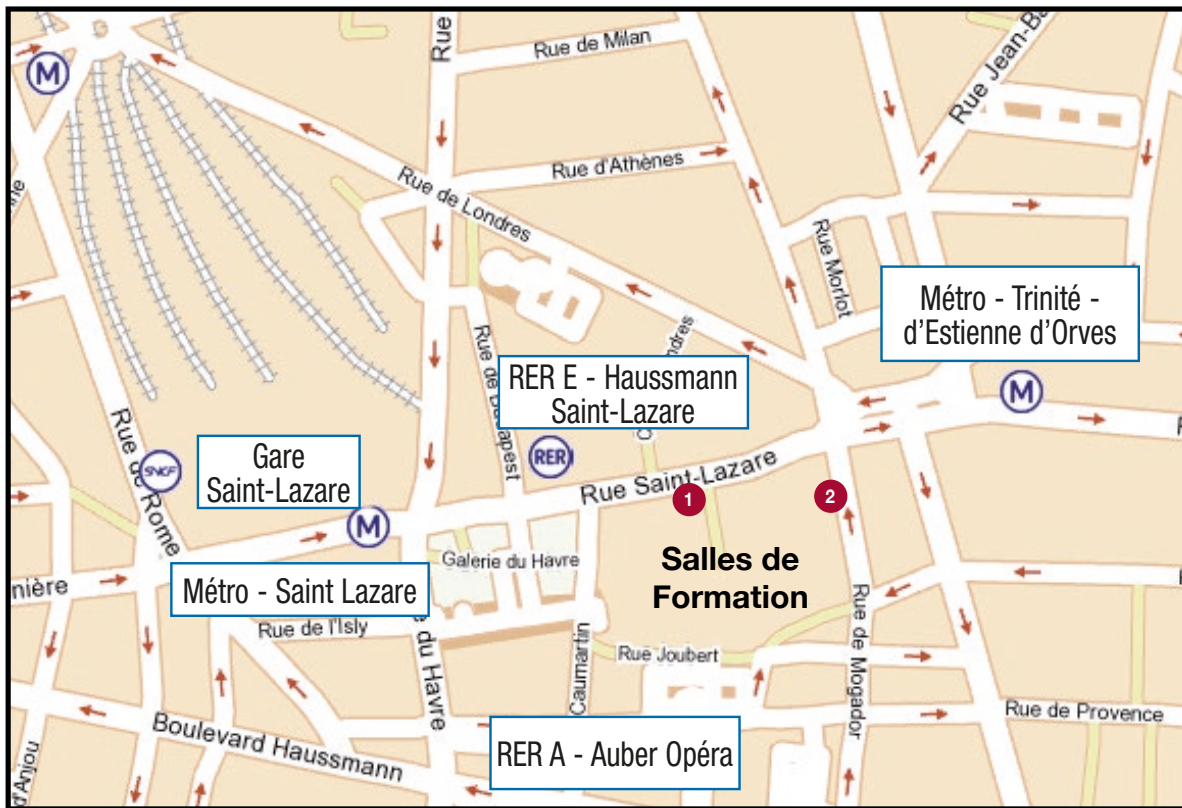 M
Rue
Rue de Milan
Rue Jean-Ba
Rue d'Athènes
Rue de Londres
Rue Morlot
Métro - Trinité -
d'Estienne d'Orves
M
ndres
RER E - Haussmann
Saint-Lazare
RER
Rue de Budapest
Rue de Rome
SNCF
Gare
Saint-Lazare
M
Rue Saint-Lazare
1
2
Salles de
Formation
Galerie du Havre
nière
Métro - Saint Lazare
Rue de l'Isly
du Havre
Caumartin
Rue Joubert
Rue de Mogador
Rue de Provence
Boulevard Haussmann
RER A - Auber Opéra
d'Anjou